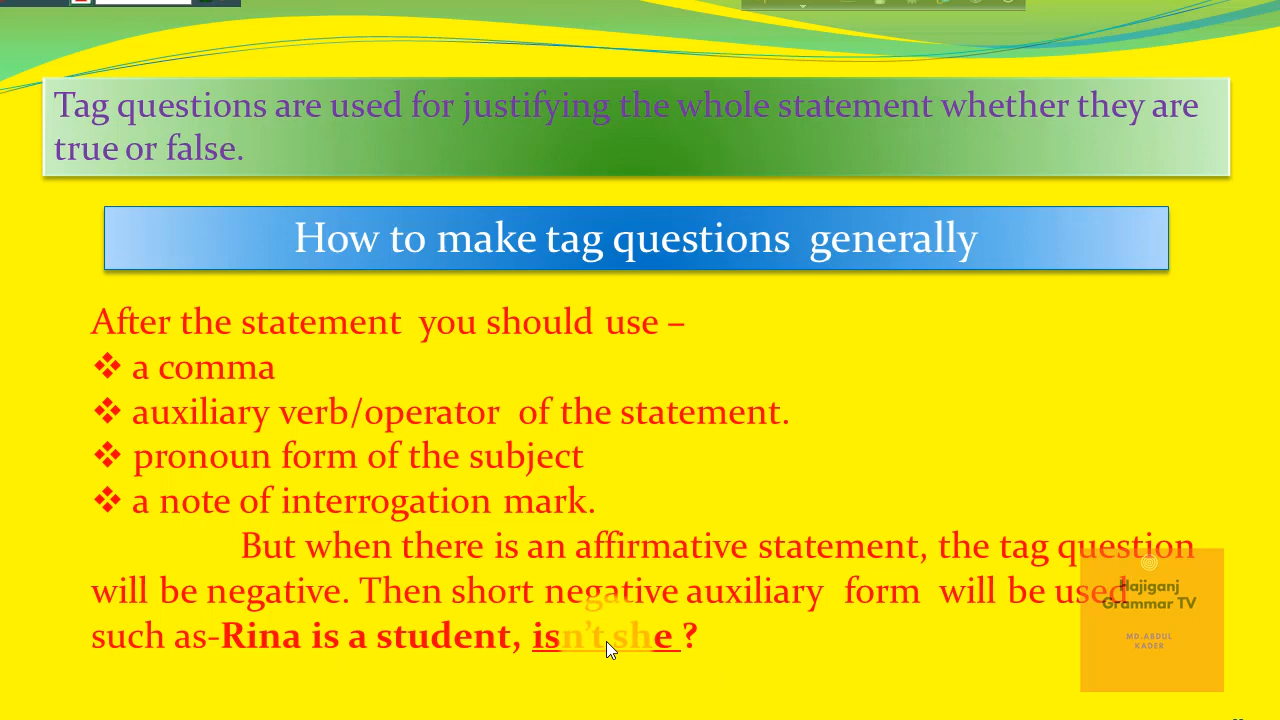 Tag questions are used for justifying the whole statement whether they are
true or false.
How to make tag questions generally
After the statement you should use –
❖ a comma
❖ auxiliary verb/operator of the statement.
❖ pronoun form of the subject
❖ a note of interrogation mark.
But when there is an affirmative statement, the tag question
will be negative. Then short negative auxiliary form will be used
such as-Rina is a student, isn't she ?
Hajiganj
Grammar TV
MD.ABDUL
KADER